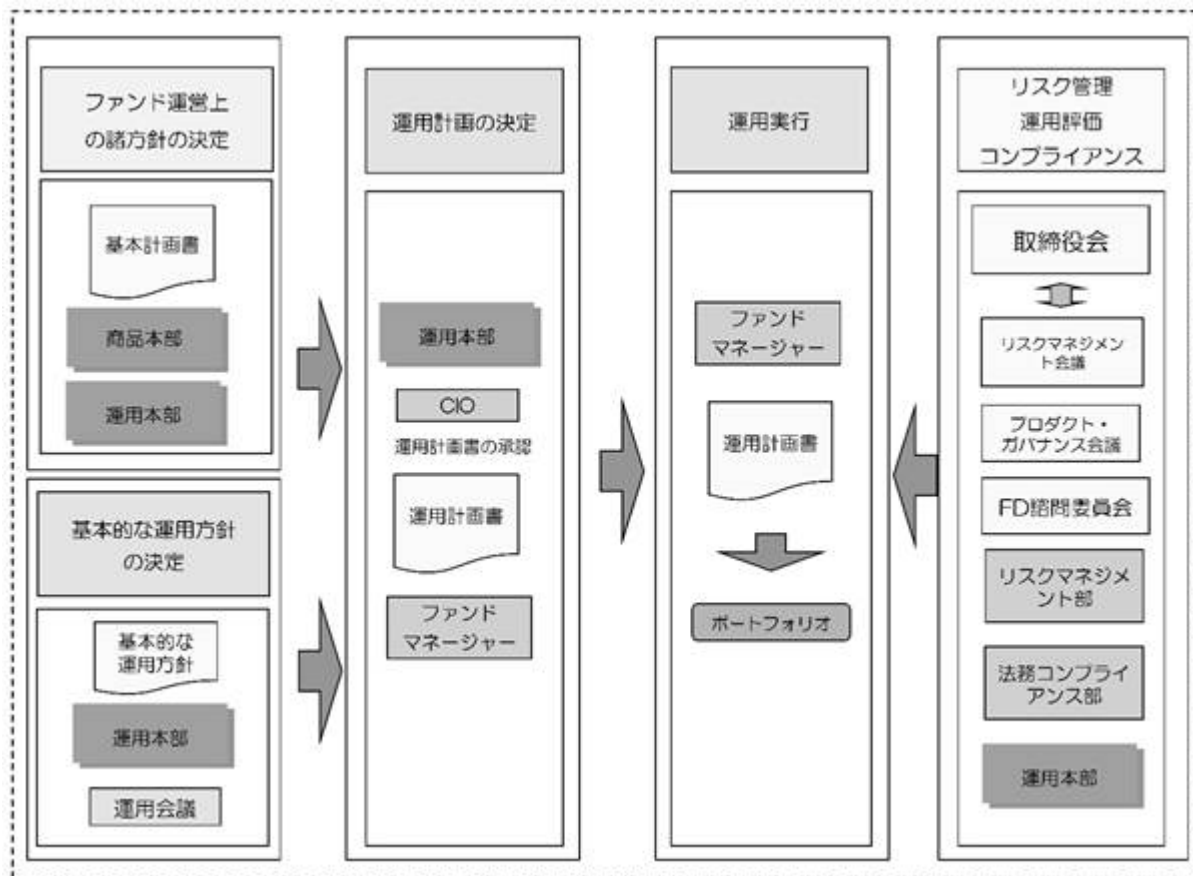 ファンド運営上
の諸方針の決定
基本計画書
商品本部
運用本部
基本的な運用方針
の決定
基本的な
運用方針
運用本部
運用会議
運用計画の決定
運用本部
CIO
運用計画書の承認
運用計画書
ファンド
マネージャー
運用実行
ファンド
マネージャー
運用計画書
ポートフォリオ
リスク管理
運用評価
コンプライアンス
取締役会
リスクマネジメン
ト会議
プロダクト・
ガバナンス会議
FD諮問委員会
リスクマネジメ
ント部
法務コンプライ
アンス部
運用本部